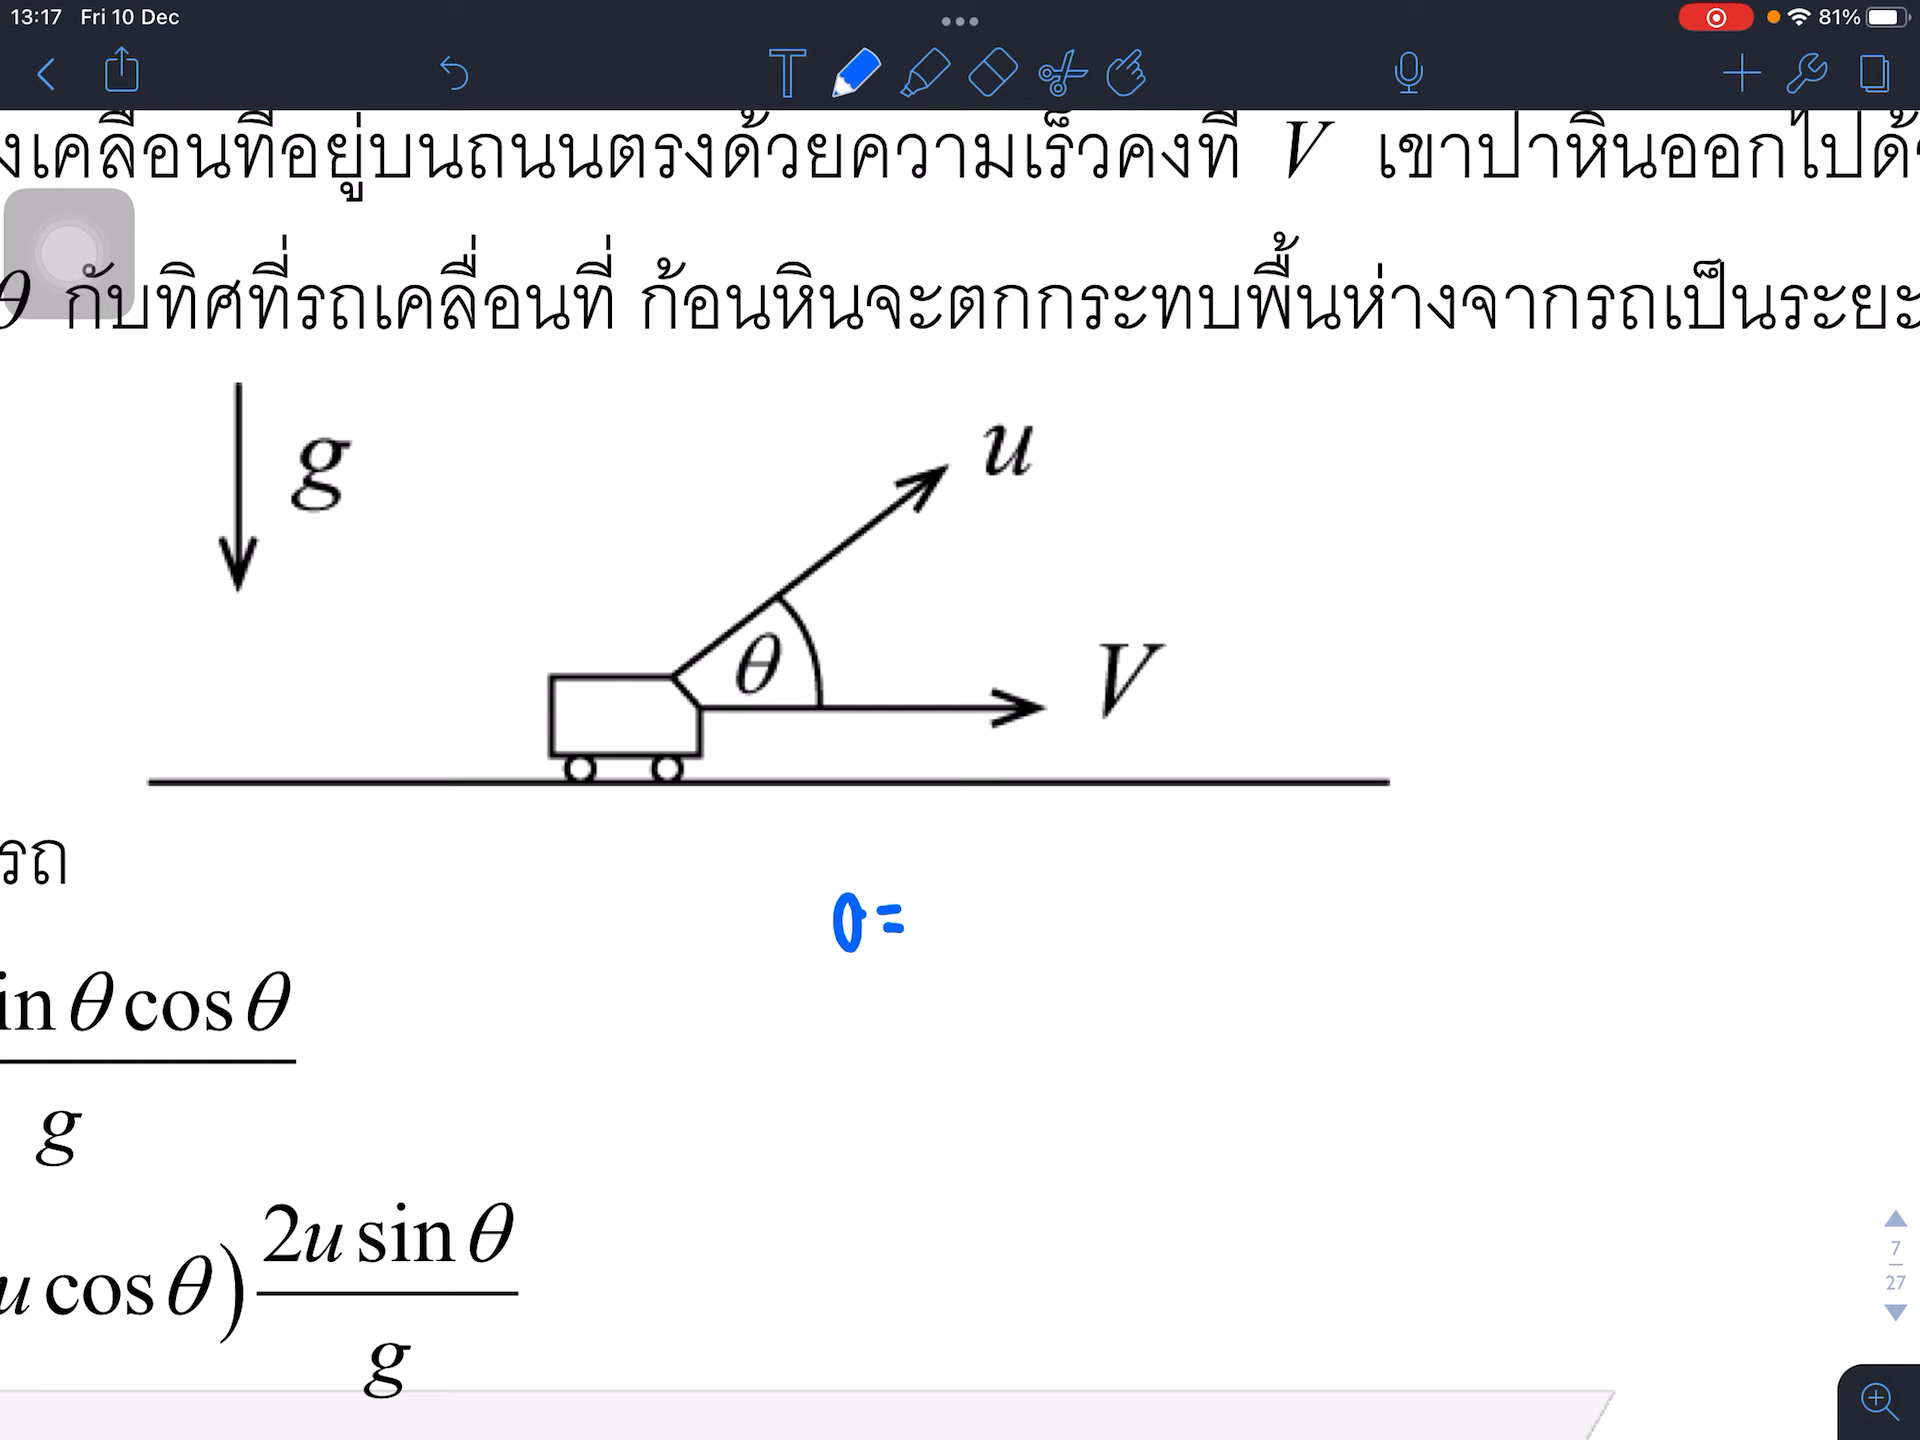 13:17 Fri 10 Dec
81%
T
งเคลื่อนที่อยู่บนถนนตรงด้วยความเร็วคงที่ V เขาปาหินออกไปด้
θ กับทิศที่รถเคลื่อนที่ ก้อนหินจะตกกระทบพื้นห่างจากรถเป็นระยะ
g
u
θ
V
รถ
0=
in θ cos θ
g
u cos θ) 2u sin θ
g
7
27